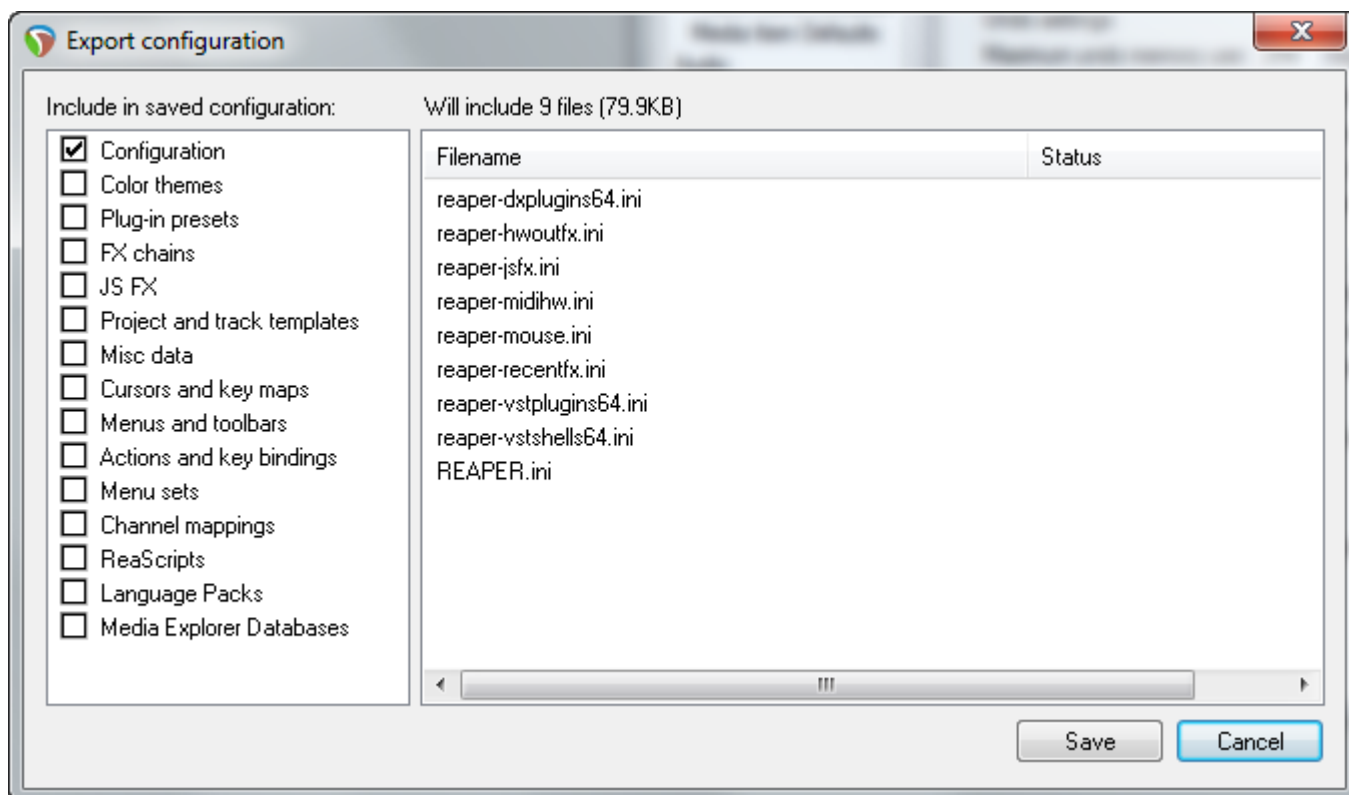 Export configuration
Include in saved configuration:
Configuration
Color themes
Plug-in presets
FX chains
JS FX
Project and track templates
Misc data
Cursors and key maps
Menus and toolbars
Actions and key bindings
Menu sets
Channel mappings
ReaScripts
Language Packs
Media Explorer Databases
Will include 9 files (79.9KB)
Filename Status
reaper-dxplugins64.ini
reaper-hwoutfx.ini
reaper-jsfx.ini
reaper-midihw.ini
reaper-mouse.ini
reaper-recentfx.ini
reaper-vstplugins64.ini
reaper-vstshells64.ini
REAPER.ini
Save Cancel